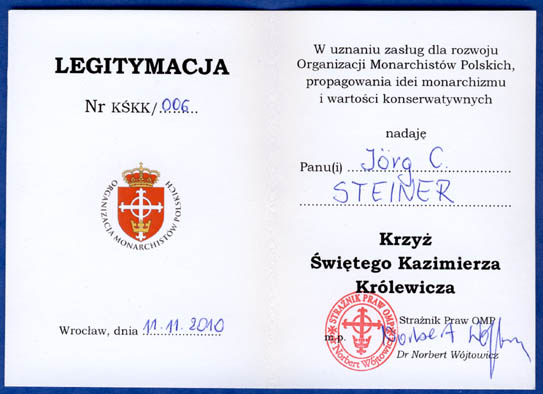 LEGITYMACJA
Nr KŚKK/006
ORGANIZACJA MONARCHISTÓW POLSKICH
Wrocław, dnia 11.11.2010
W uznaniu zasług dla rozwoju
Organizacji Monarchistów Polskich,
propagowania idei monarchizmu
i wartości konserwatywnych
nadaję
Panu(i) Jörg C.
STEINER
Krzyż
Świętego Kazimierza
Królewicza
STRAŻNIK PRAW OMP
Dr Norbert Wójtowicz
Strażnik Praw OMP
m.p.
Dr Norbert Wójtowicz